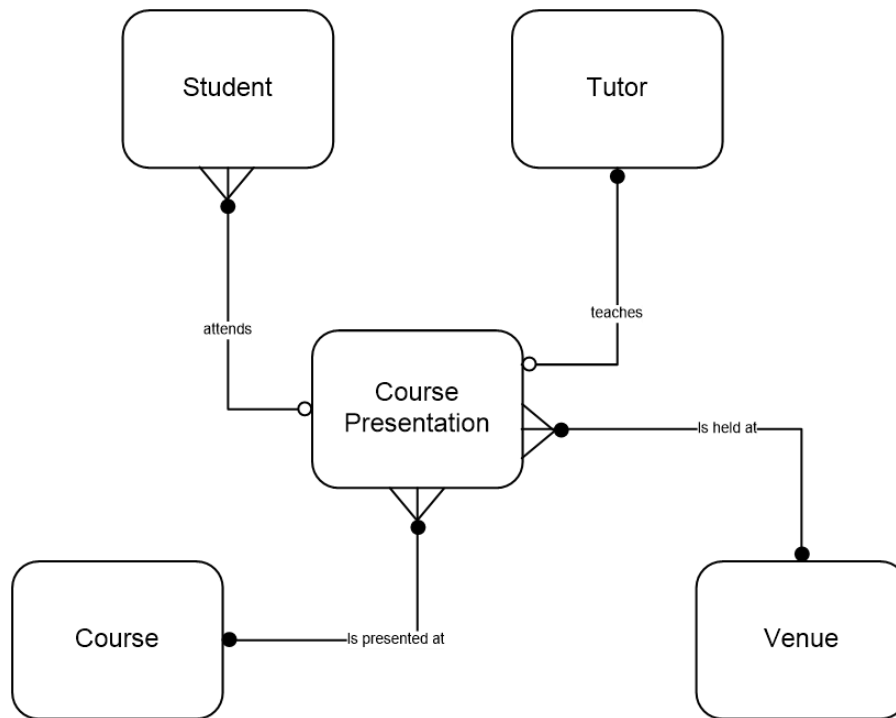 Student
Tutor
attends
teaches
Course
Presentation
Is held at
Course
Is presented at
Venue